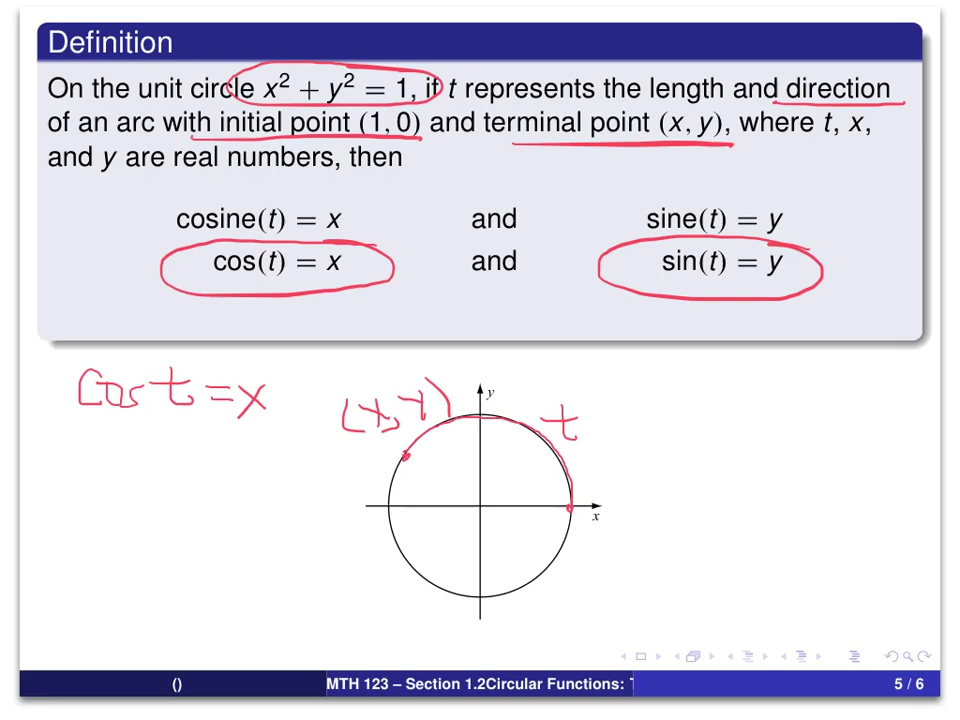 Definition
On the unit circle x² + y² = 1, if t represents the length and direction
of an arc with initial point (1, 0) and terminal point (x, y), where t, x,
and y are real numbers, then
cosine(t) = x and sine(t) = y
cos(t) = x and sin(t) = y
cos t = x
(x, y)
t
y
x
() MTH 123 – Section 1.2Circular Functions: 5 / 6